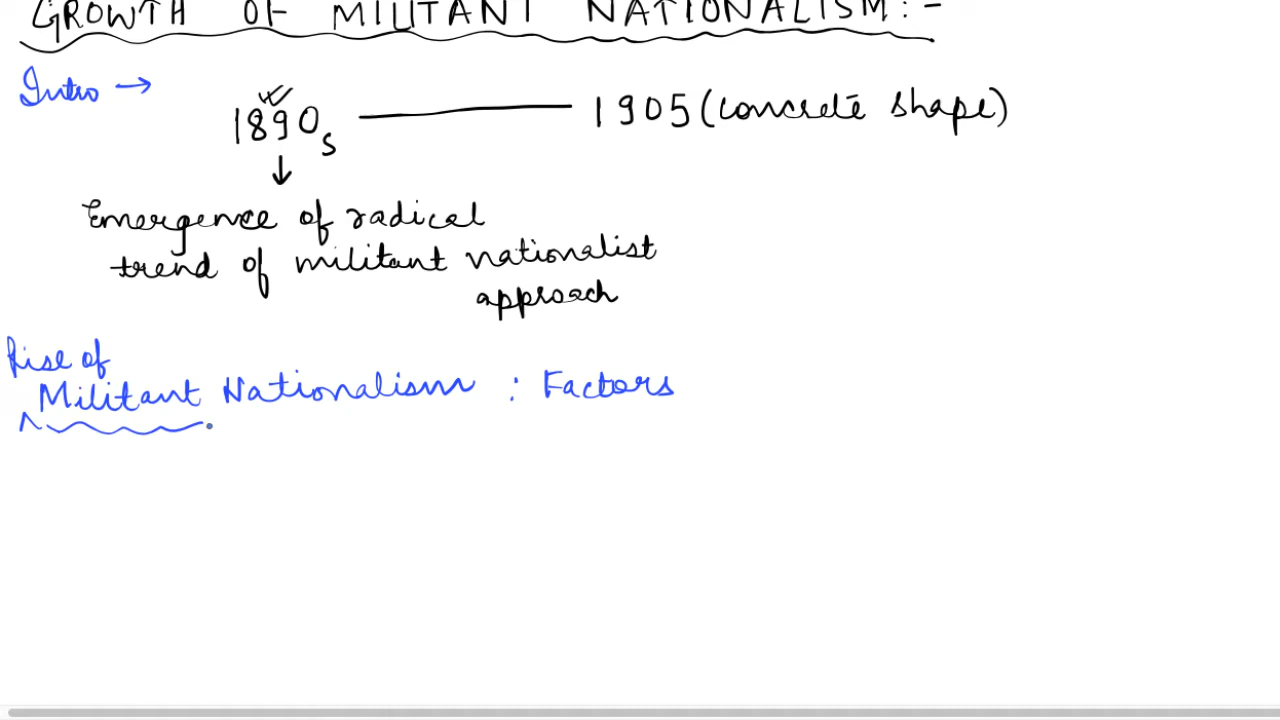 GROWTH OF MILITANT NATIONALISM:-
Intro →
1890s — 1905 (concrete shape)
↓
Emergence of radical
trend of militant nationalist
approach
Rise of
Militant Nationalism : Factors